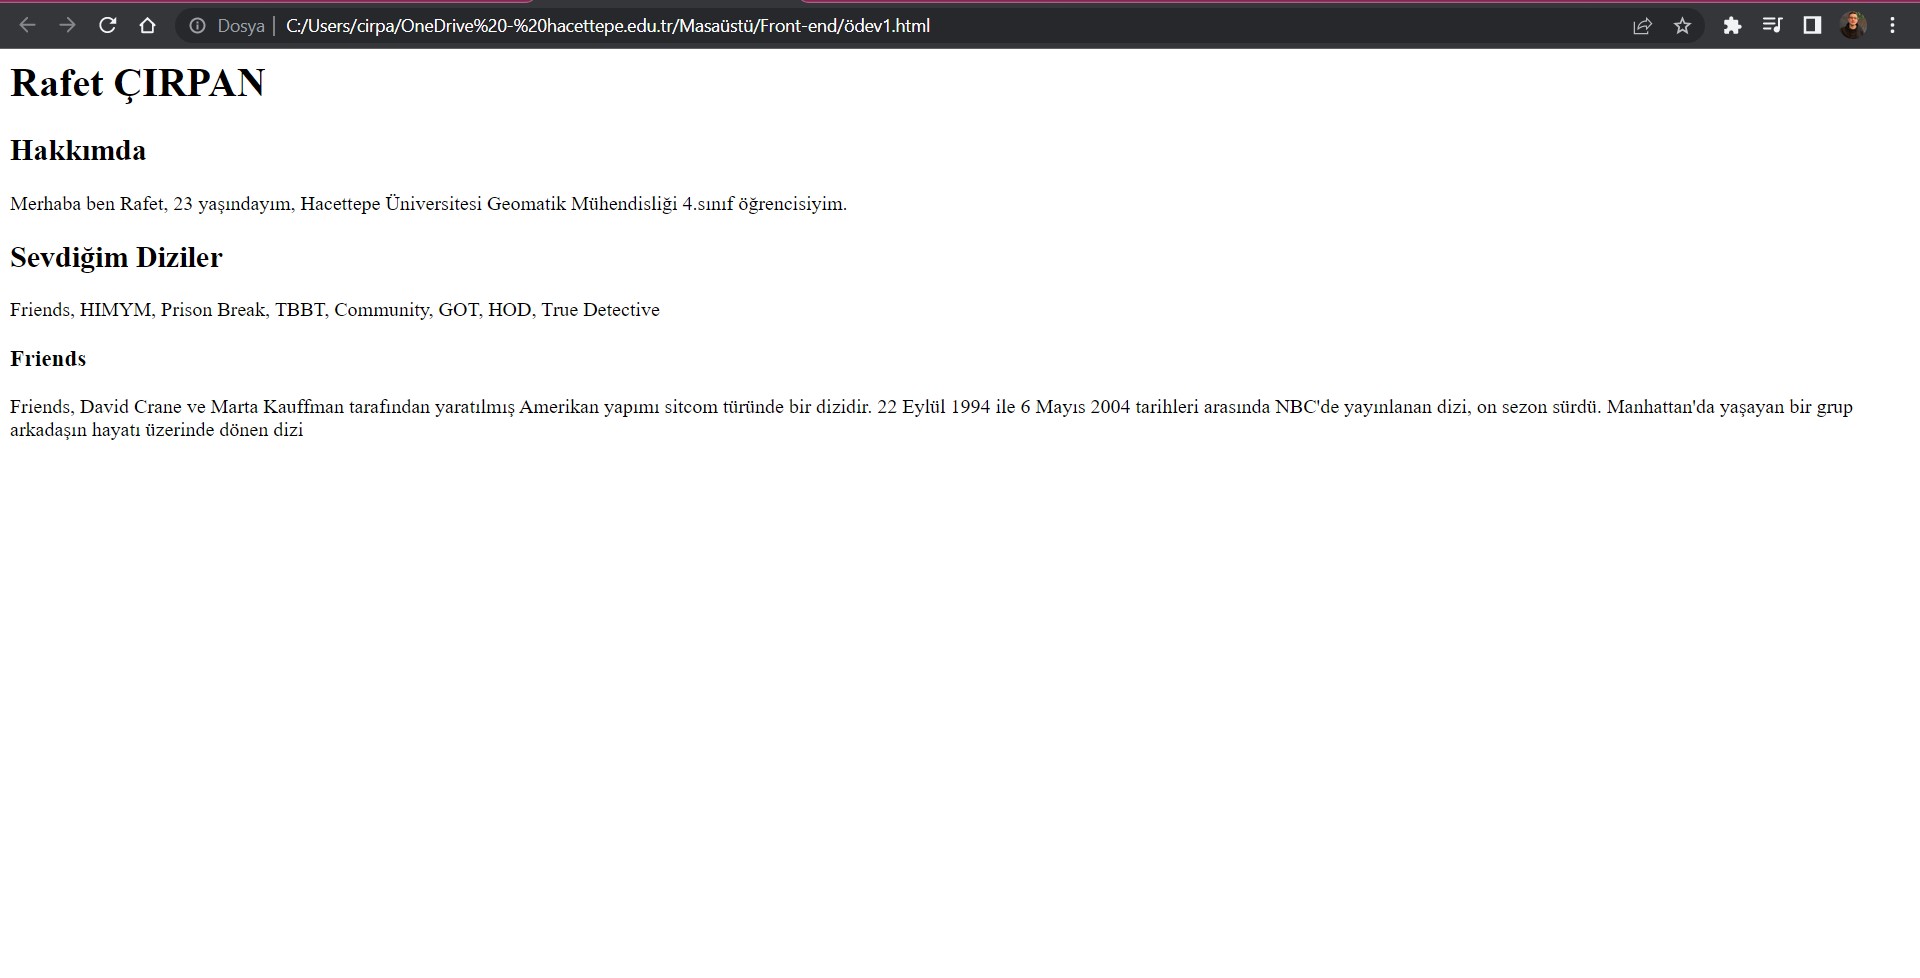 Dosya | C:/Users/cirpa/OneDrive%20-%20hacettepe.edu.tr/Masaüstü/Front-end/ödev1.html
Rafet ÇIRPAN
Hakkımda
Merhaba ben Rafet, 23 yaşındayım, Hacettepe Üniversitesi Geomatik Mühendisliği 4.sınıf öğrencisiyim.
Sevdiğim Diziler
Friends, HIMYM, Prison Break, TBBT, Community, GOT, HOD, True Detective
Friends
Friends, David Crane ve Marta Kauffman tarafından yaratılmış Amerikan yapımı sitcom türünde bir dizidir. 22 Eylül 1994 ile 6 Mayıs 2004 tarihleri arasında NBC'de yayınlanan dizi, on sezon sürdü. Manhattan'da yaşayan bir grup
arkadaşın hayatı üzerinde dönen dizi